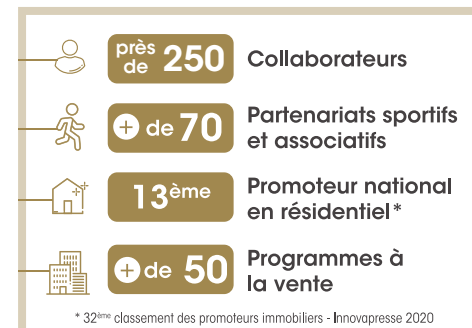 près de 250 Collaborateurs
+ de 70 Partenariats sportifs
et associatifs
13ème Promoteur national
en résidentiel*
+ de 50 Programmes à
la vente
* 32ème classement des promoteurs immobiliers - Innovapresse 2020